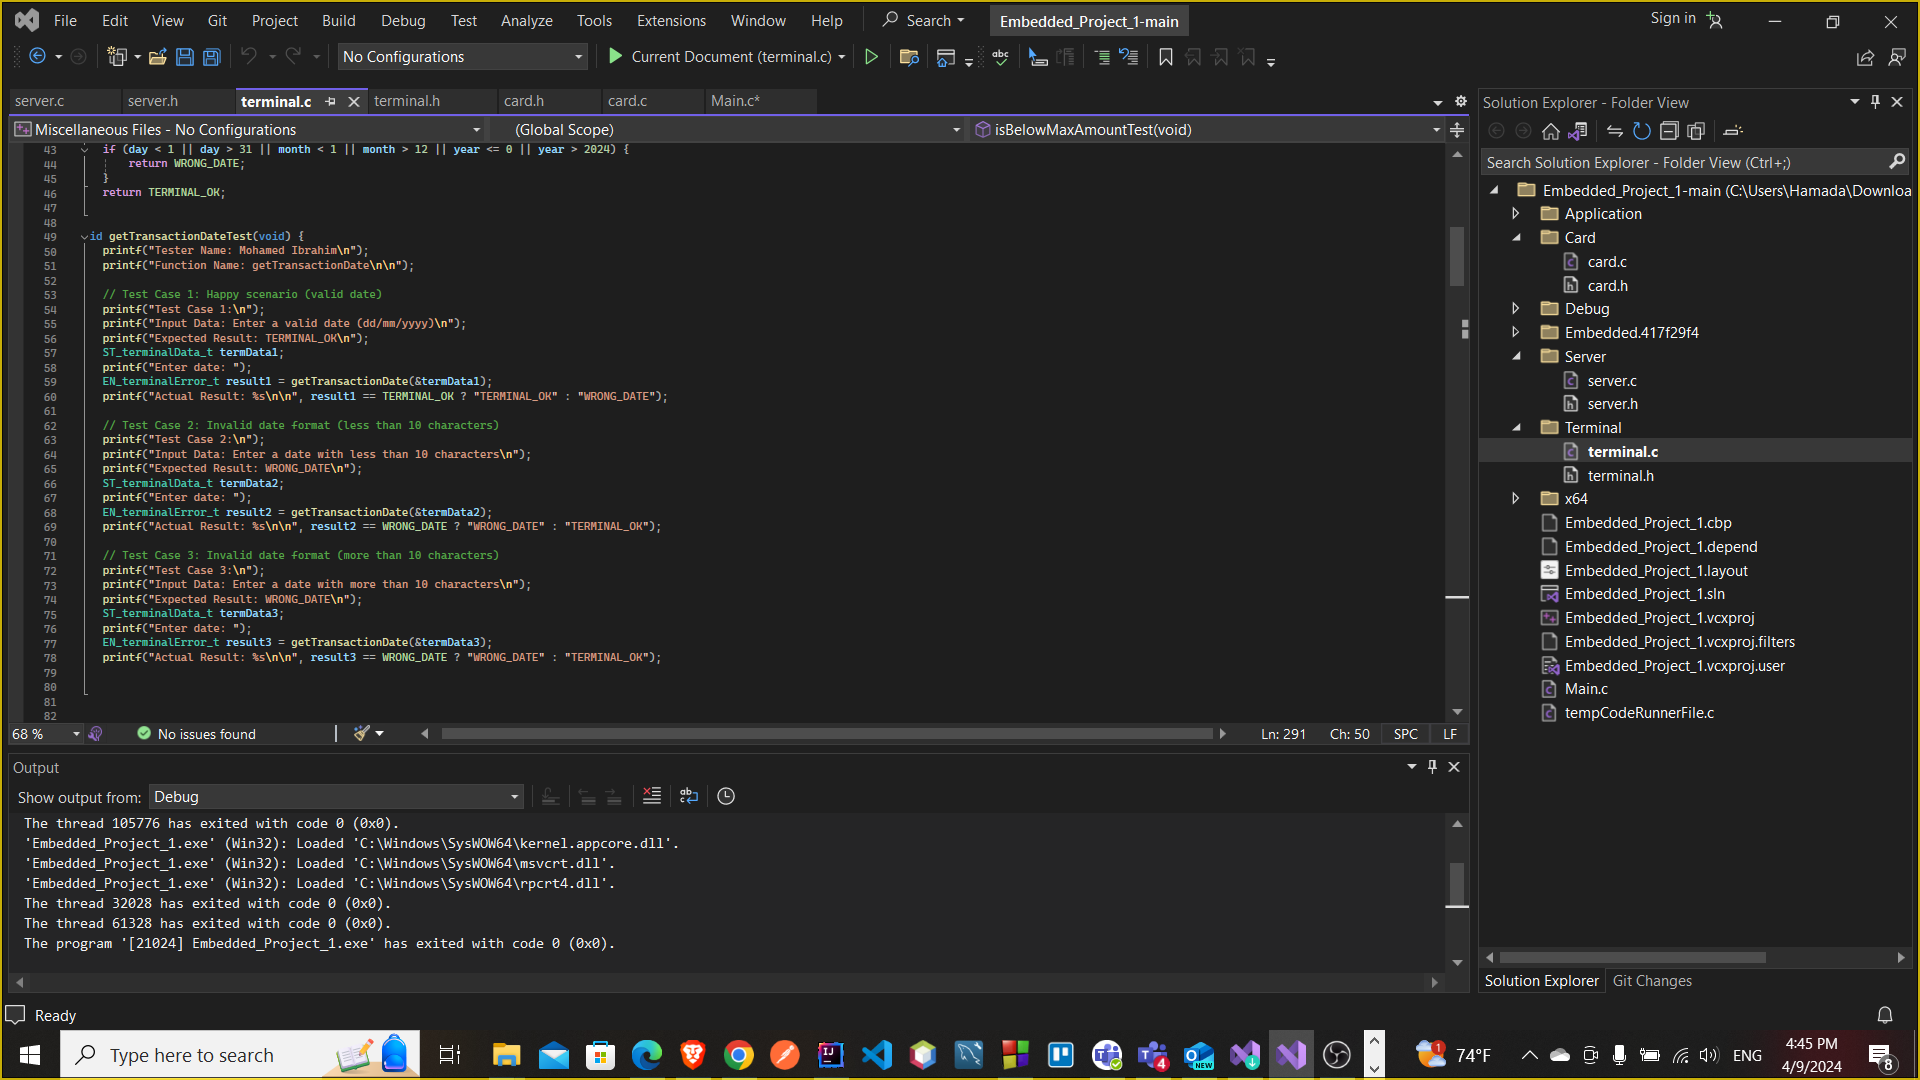 File Edit View Git Project Build Debug Test Analyze Tools Extensions Window Help Search Embedded_Project_1-main Sign in
No Configurations Current Document (terminal.c)
server.c server.h terminal.c terminal.h card.h card.c Main.c*
Miscellaneous Files - No Configurations (Global Scope) isBelowMaxAmountTest(void)
43 if (day < 1 || day > 31 || month < 1 || month > 12 || year <= 0 || year > 2024) {
44 return WRONG_DATE;
45 }
46 return TERMINAL_OK;
47
48
49 id getTransactionDateTest(void) {
50 printf("Tester Name: Mohamed Ibrahim\n");
51 printf("Function Name: getTransactionDate\n\n");
52
53 // Test Case 1: Happy scenario (valid date)
54 printf("Test Case 1:\n");
55 printf("Input Data: Enter a valid date (dd/mm/yyyy)\n");
56 printf("Expected Result: TERMINAL_OK\n");
57 ST_terminalData_t termData1;
58 printf("Enter date: ");
59 EN_terminalError_t result1 = getTransactionDate(&termData1);
60 printf("Actual Result: %s\n\n", result1 == TERMINAL_OK ? "TERMINAL_OK" : "WRONG_DATE");
61
62 // Test Case 2: Invalid date format (less than 10 characters)
63 printf("Test Case 2:\n");
64 printf("Input Data: Enter a date with less than 10 characters\n");
65 printf("Expected Result: WRONG_DATE\n");
66 ST_terminalData_t termData2;
67 printf("Enter date: ");
68 EN_terminalError_t result2 = getTransactionDate(&termData2);
69 printf("Actual Result: %s\n\n", result2 == WRONG_DATE ? "WRONG_DATE" : "TERMINAL_OK");
70
71 // Test Case 3: Invalid date format (more than 10 characters)
72 printf("Test Case 3:\n");
73 printf("Input Data: Enter a date with more than 10 characters\n");
74 printf("Expected Result: WRONG_DATE\n");
75 ST_terminalData_t termData3;
76 printf("Enter date: ");
77 EN_terminalError_t result3 = getTransactionDate(&termData3);
78 printf("Actual Result: %s\n\n", result3 == WRONG_DATE ? "WRONG_DATE" : "TERMINAL_OK");
79
80
81
82
68 % No issues found Ln: 291 Ch: 50 SPC LF
Output
Show output from: Debug
The thread 105776 has exited with code 0 (0x0).
'Embedded_Project_1.exe' (Win32): Loaded 'C:\Windows\SysWOW64\kernel.appcore.dll'.
'Embedded_Project_1.exe' (Win32): Loaded 'C:\Windows\SysWOW64\msvcrt.dll'.
'Embedded_Project_1.exe' (Win32): Loaded 'C:\Windows\SysWOW64\rpcrt4.dll'.
The thread 32028 has exited with code 0 (0x0).
The thread 61328 has exited with code 0 (0x0).
The program '[21024] Embedded_Project_1.exe' has exited with code 0 (0x0).
Solution Explorer - Folder View
Search Solution Explorer - Folder View (Ctrl+;)
Embedded_Project_1-main (C:\Users\Hamada\Downloa
Application
Card
card.c
card.h
Debug
Embedded.417f29f4
Server
server.c
server.h
Terminal
terminal.c
terminal.h
x64
Embedded_Project_1.cbp
Embedded_Project_1.depend
Embedded_Project_1.layout
Embedded_Project_1.sln
Embedded_Project_1.vcxproj
Embedded_Project_1.vcxproj.filters
Embedded_Project_1.vcxproj.user
Main.c
tempCodeRunnerFile.c
Solution Explorer Git Changes
Ready
Type here to search
74°F ENG 4:45 PM
4/9/2024
8